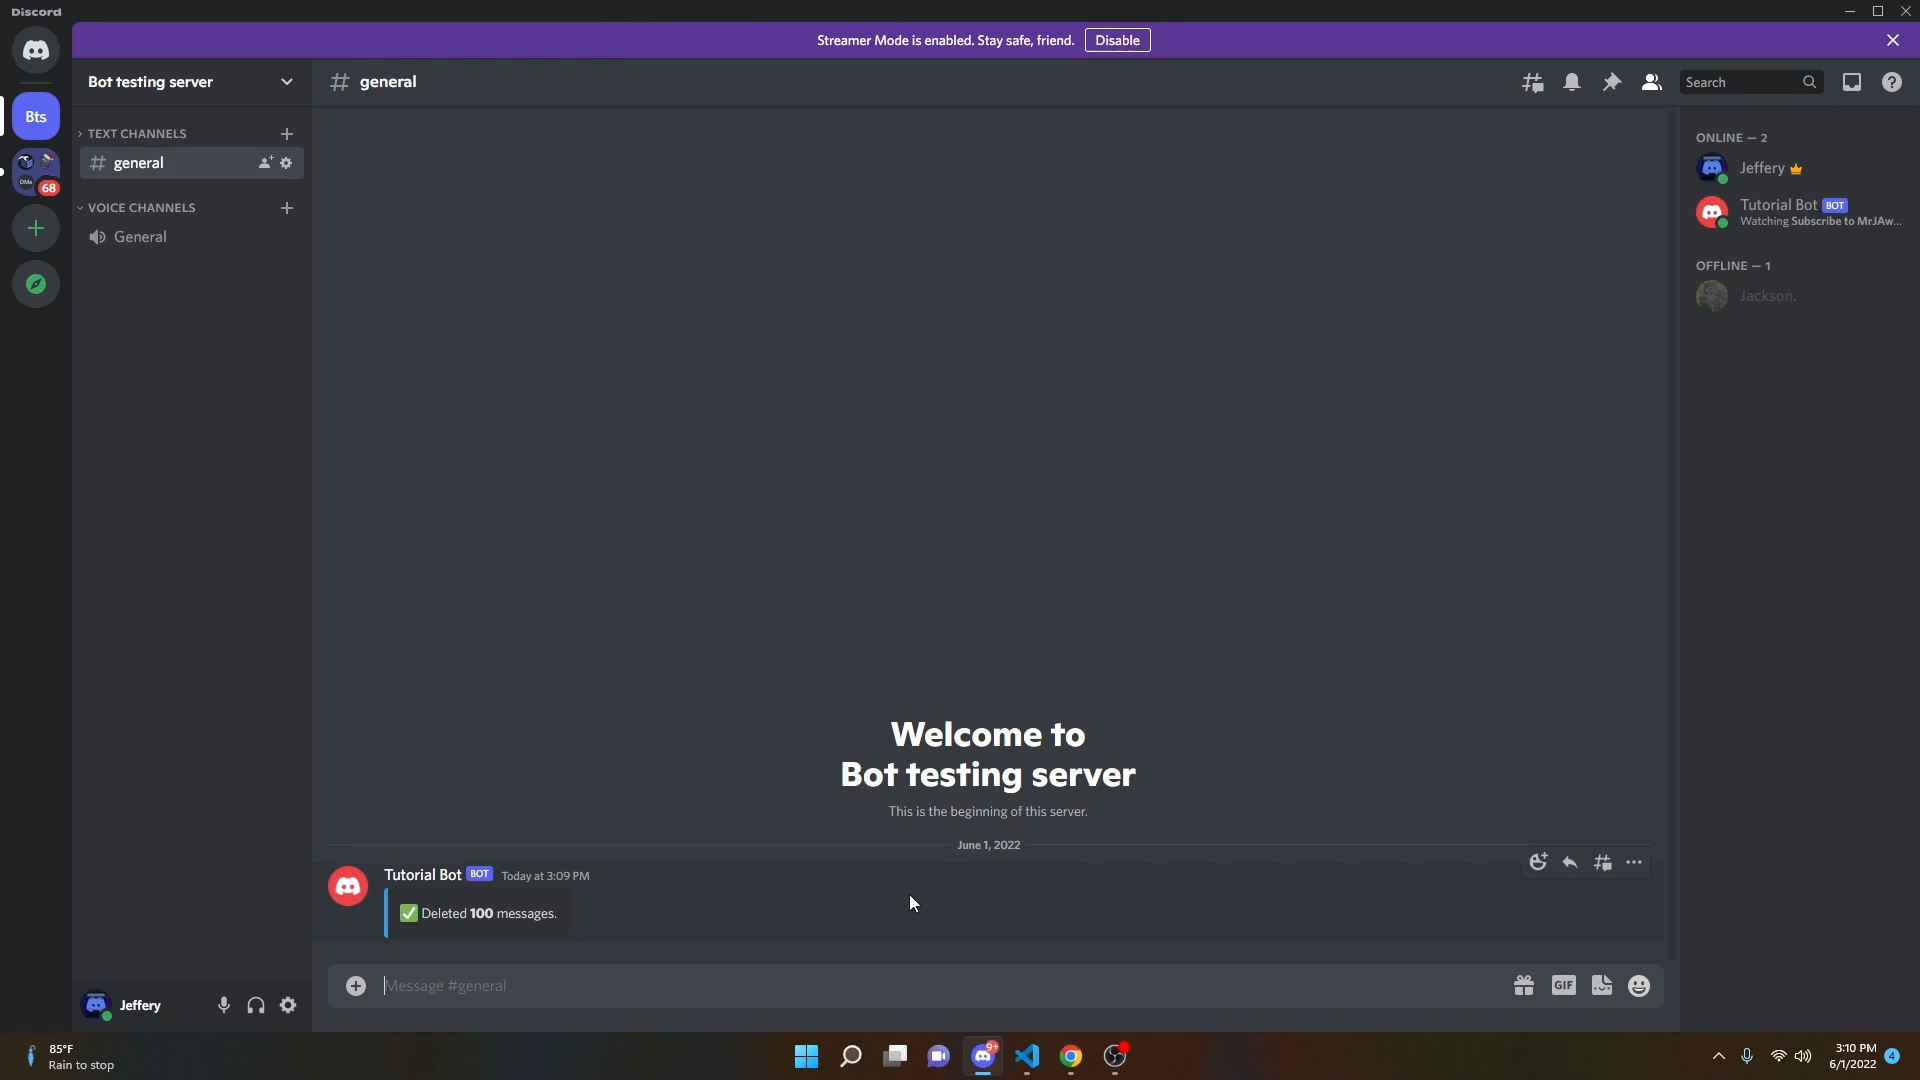 Discord
Streamer Mode is enabled. Stay safe, friend.
Disable
Bts
68
Bot testing server
TEXT CHANNELS
general
VOICE CHANNELS
General
general
Search
ONLINE — 2
Jeffery
Tutorial Bot BOT
Watching Subscribe to MrJAw...
OFFLINE — 1
Jackson.
Welcome to
Bot testing server
This is the beginning of this server.
June 1, 2022
Tutorial Bot BOT Today at 3:09 PM
Deleted 100 messages.
Message #general
GIF
Jeffery
85°F
Rain to stop
9+
3:10 PM
6/1/2022
4